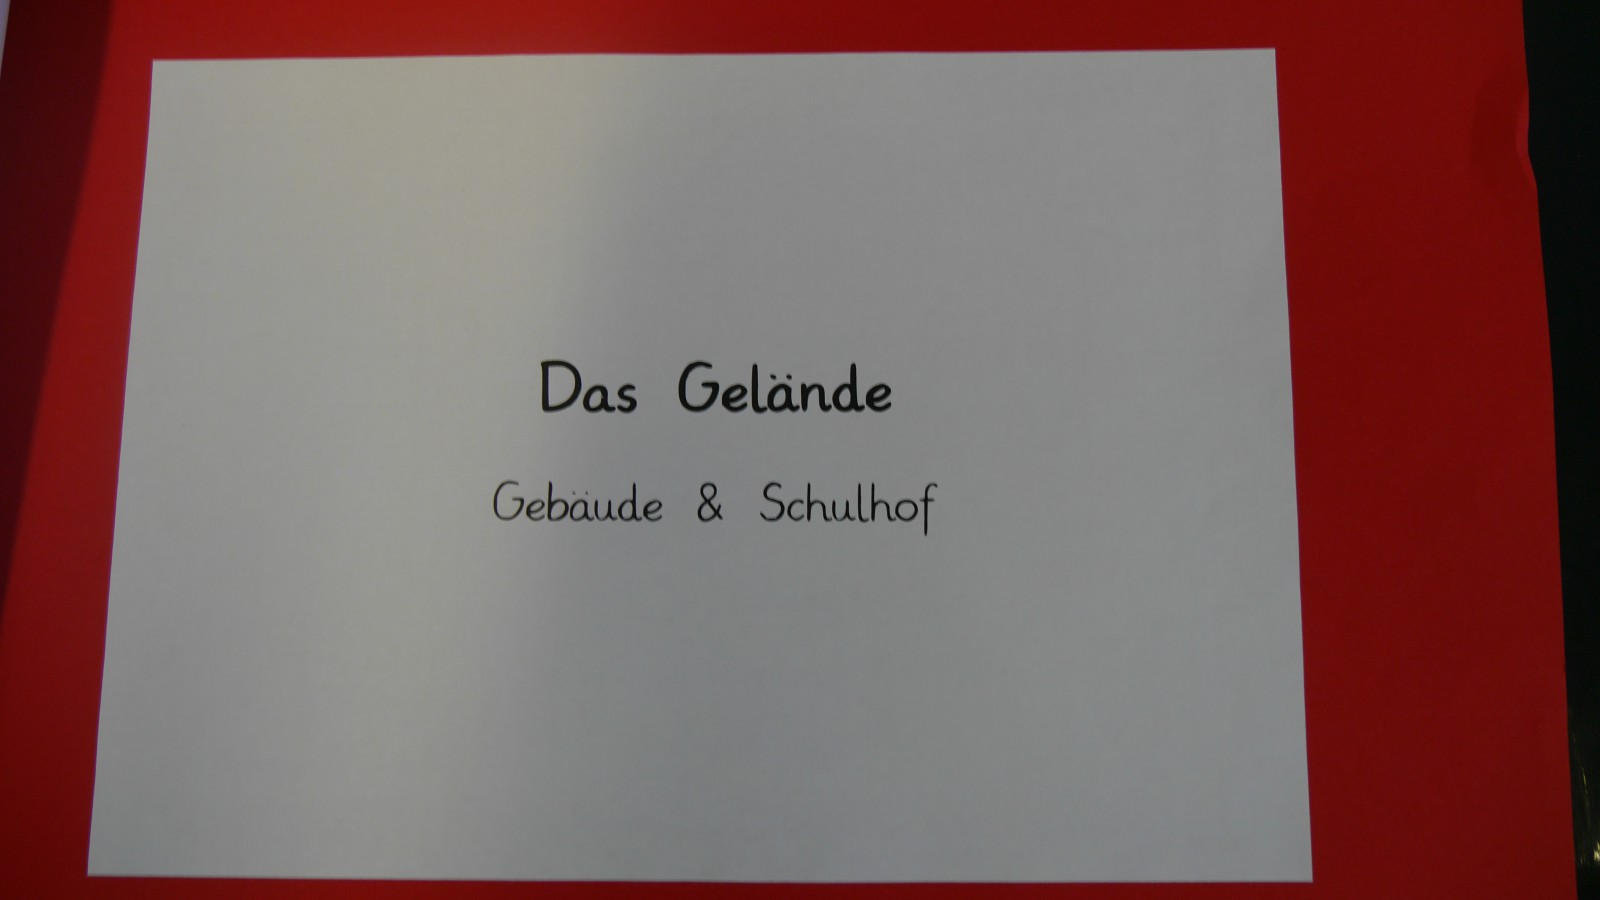 Das Gelände
Gebäude & Schulhof